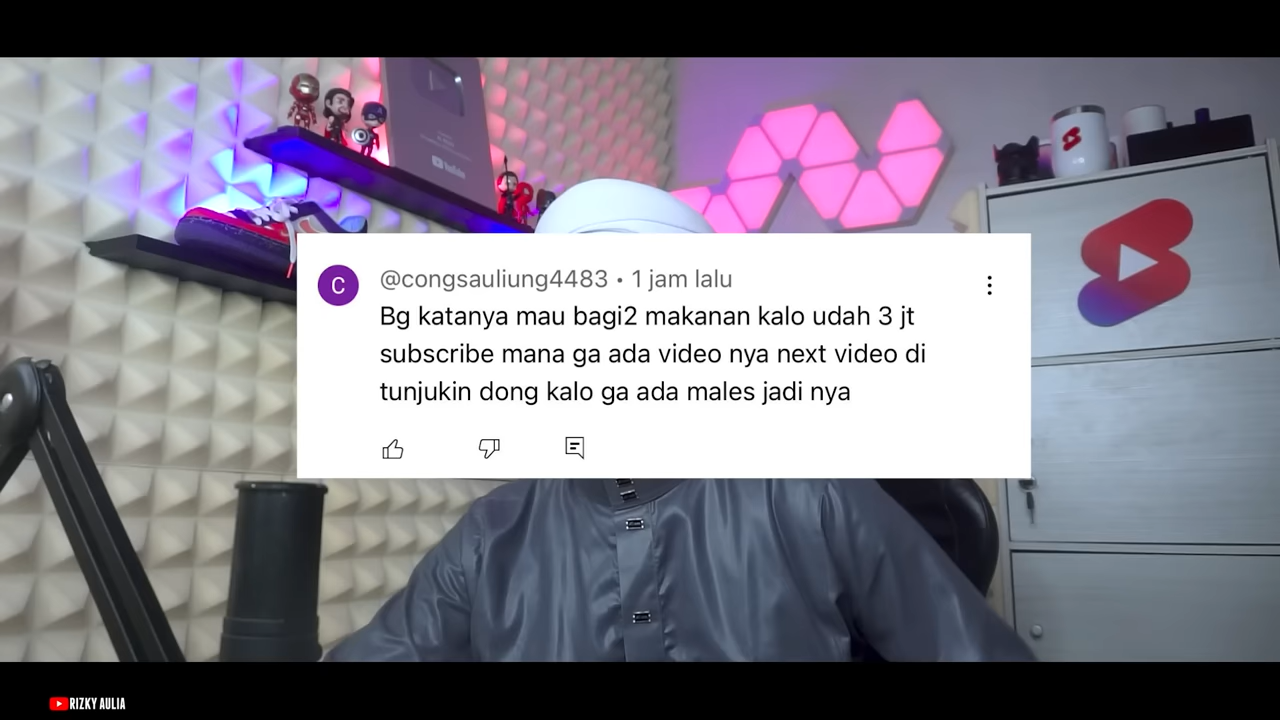 YouTube
@congsauliung4483 • 1 jam lalu
C
Bg katanya mau bagi2 makanan kalo udah 3 jt
subscribe mana ga ada video nya next video di
tunjukin dong kalo ga ada males jadi nya
RIZKY AULIA